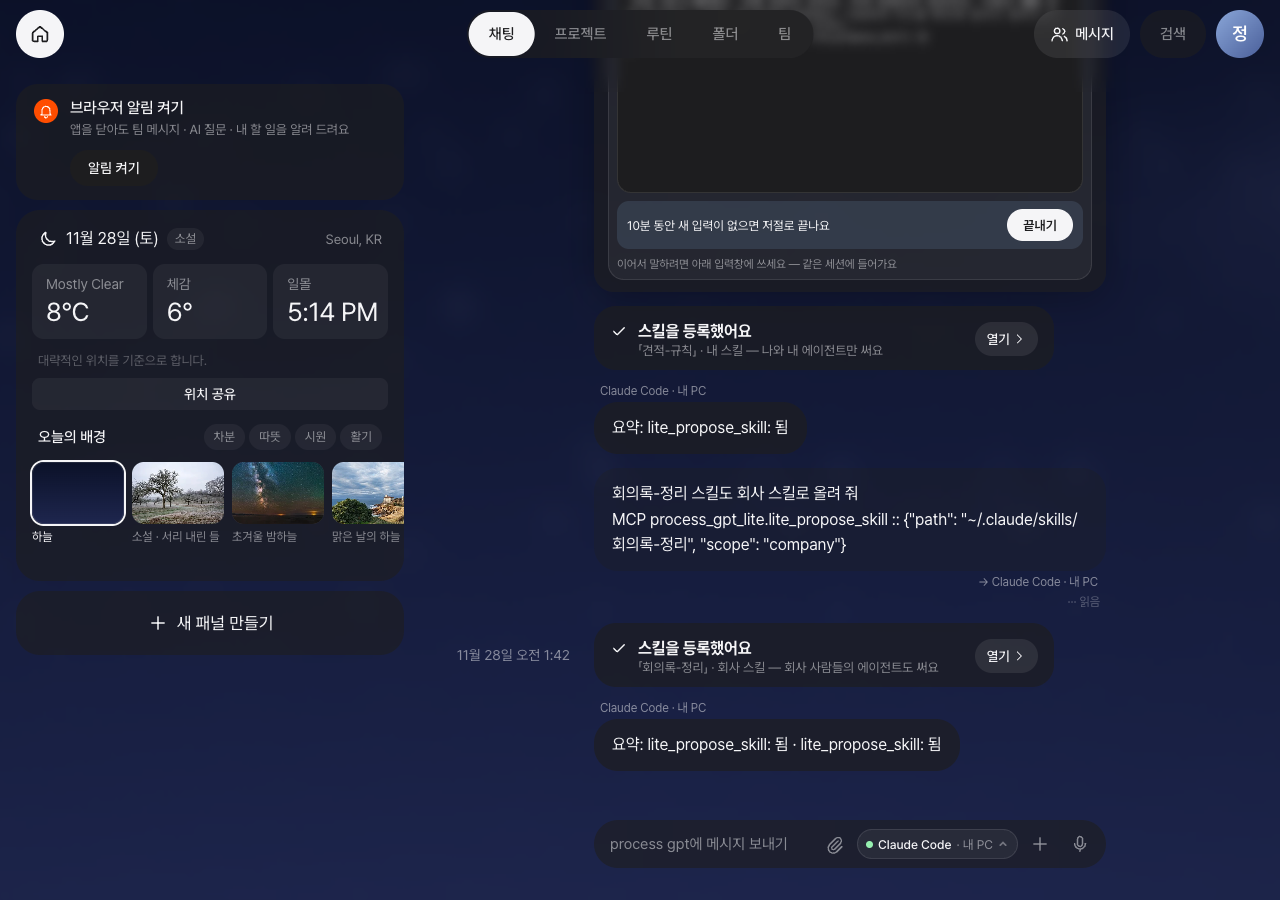 채팅
프로젝트
루틴
폴더
팀
메시지
검색
정
브라우저 알림 켜기
앱을 닫아도 팀 메시지 · AI 질문 · 내 할 일을 알려 드려요
알림 켜기
11월 28일 (토)
소설
Seoul, KR
Mostly Clear
8°C
체감
6°
일몰
5:14 PM
대략적인 위치를 기준으로 합니다.
위치 공유
오늘의 배경
차분
따뜻
시원
활기
하늘
소설 · 서리 내린 들
초겨울 밤하늘
맑은 날의 하늘
새 패널 만들기
10분 동안 새 입력이 없으면 저절로 끝나요
끝내기
이어서 말하려면 아래 입력창에 쓰세요 — 같은 세션에 들어가요
스킬을 등록했어요
「견적-규칙」 · 내 스킬 — 나와 내 에이전트만 써요
열기
Claude Code · 내 PC
요약: lite_propose_skill: 됨
회의록-정리 스킬도 회사 스킬로 올려 줘
MCP process_gpt_lite.lite_propose_skill :: {"path": "~/.claude/skills/
회의록-정리", "scope": "company"}
→ Claude Code · 내 PC
··· 읽음
11월 28일 오전 1:42
스킬을 등록했어요
「회의록-정리」 · 회사 스킬 — 회사 사람들의 에이전트도 써요
열기
Claude Code · 내 PC
요약: lite_propose_skill: 됨 · lite_propose_skill: 됨
process gpt에 메시지 보내기
Claude Code · 내 PC